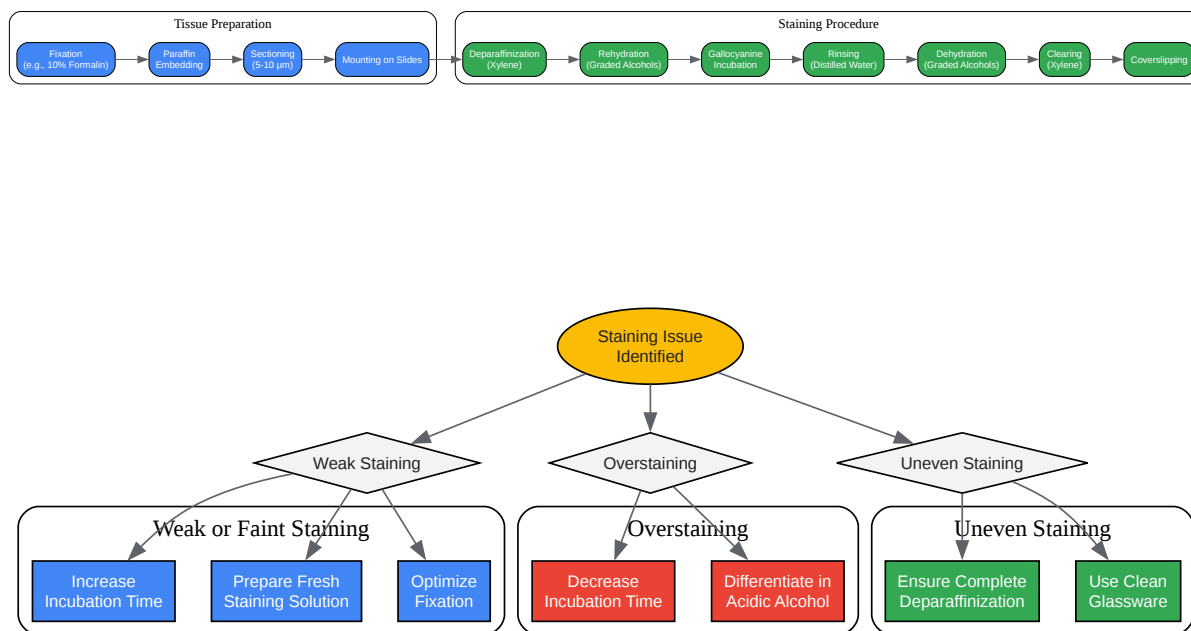 Tissue Preparation
Staining Procedure
Fixation
(e.g., 10% Formalin)
Paraffin
Embedding
Sectioning
(5-10 µm)
Mounting on Slides
Deparaffinization
(Xylene)
Rehydration
(Graded Alcohols)
Gallocyanine
Incubation
Rinsing
(Distilled Water)
Dehydration
(Graded Alcohols)
Clearing
(Xylene)
Coverslipping
Staining Issue
Identified
Weak Staining
Overstaining
Uneven Staining
Weak or Faint Staining
Overstaining
Uneven Staining
Increase
Incubation Time
Prepare Fresh
Staining Solution
Optimize
Fixation
Decrease
Incubation Time
Differentiate in
Acidic Alcohol
Ensure Complete
Deparaffinization
Use Clean
Glassware